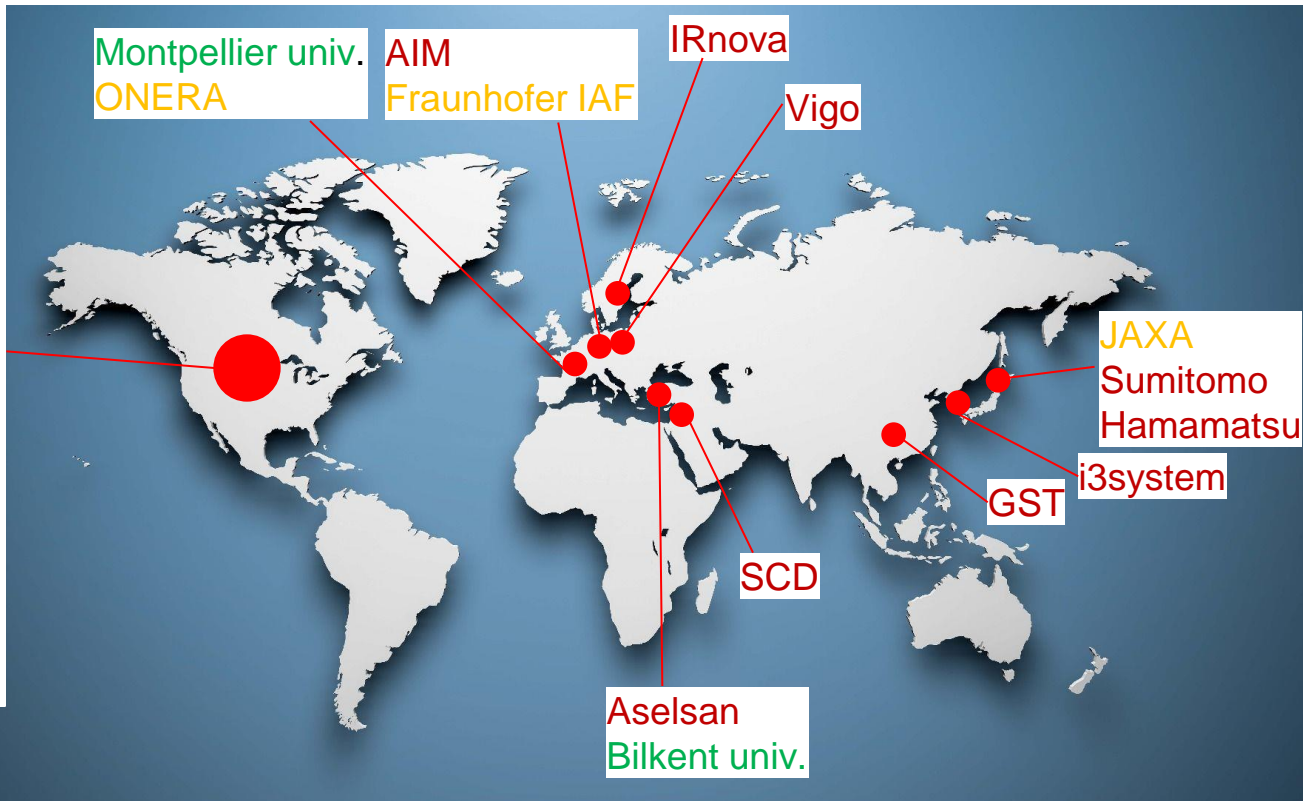 Montpellier univ.
ONERA
AIM
Fraunhofer IAF
IRnova
Vigo
JAXA
Sumitomo
Hamamatsu
i3system
GST
SCD
Aselsan
Bilkent univ.